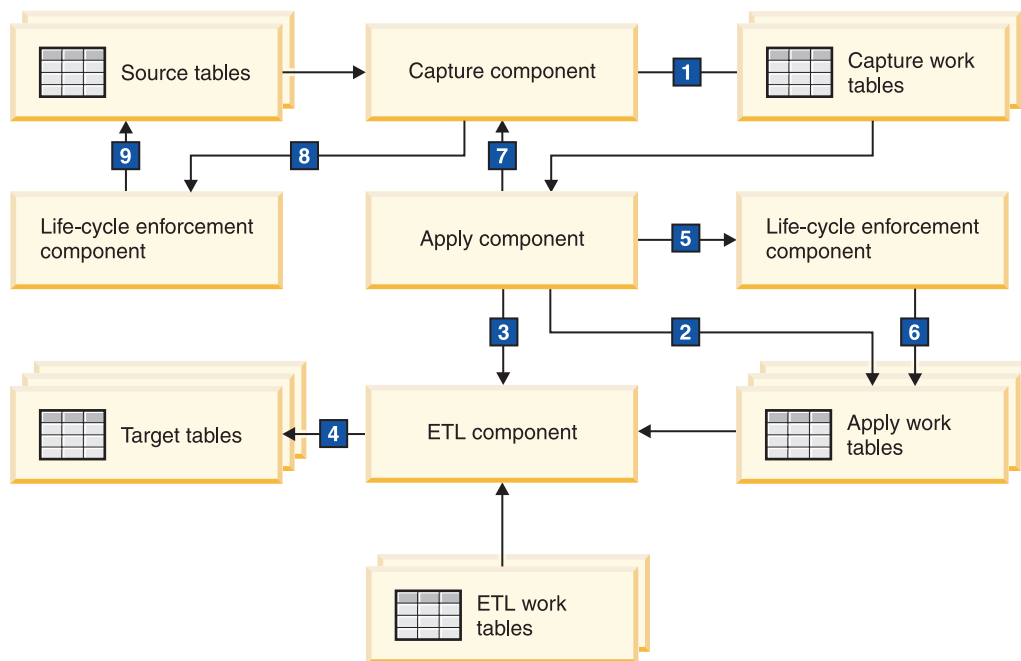 Source tables
Capture component
1
Capture work
tables
9
8
7
Life-cycle enforcement
component
Apply component
5
Life-cycle enforcement
component
3
2
6
Target tables
4
ETL component
Apply work
tables
ETL work
tables